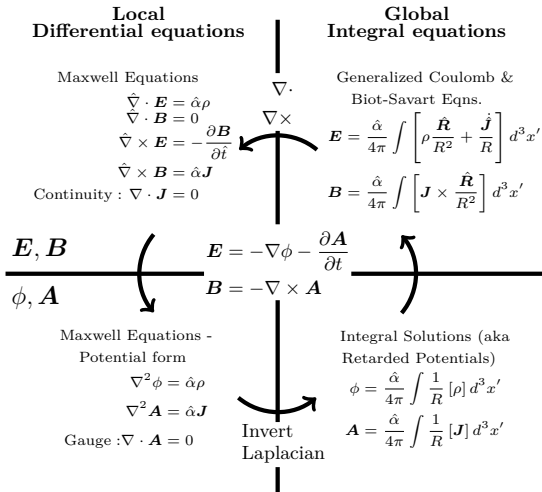 Local
Differential equations
Global
Integral equations
Maxwell Equations
∇̂ · E = α̂ρ
∇̂ · B = 0
∇̂ × E = −∂B/∂t̂
∇̂ × B = α̂J
Continuity : ∇ · J = 0
∇·
∇×
Generalized Coulomb &
Biot-Savart Eqns.
E = α̂/4π ∫ [ρ R̂/R² + J̇̂/R] d³x′
B = α̂/4π ∫ [J × R̂/R²] d³x′
E, B
ϕ, A
E = −∇ϕ − ∂A/∂t
B = −∇ × A
Maxwell Equations -
Potential form
∇²ϕ = α̂ρ
∇²A = α̂J
Gauge :∇ · A = 0
Invert
Laplacian
Integral Solutions (aka
Retarded Potentials)
ϕ = α̂/4π ∫ 1/R [ρ] d³x′
A = α̂/4π ∫ 1/R [J] d³x′